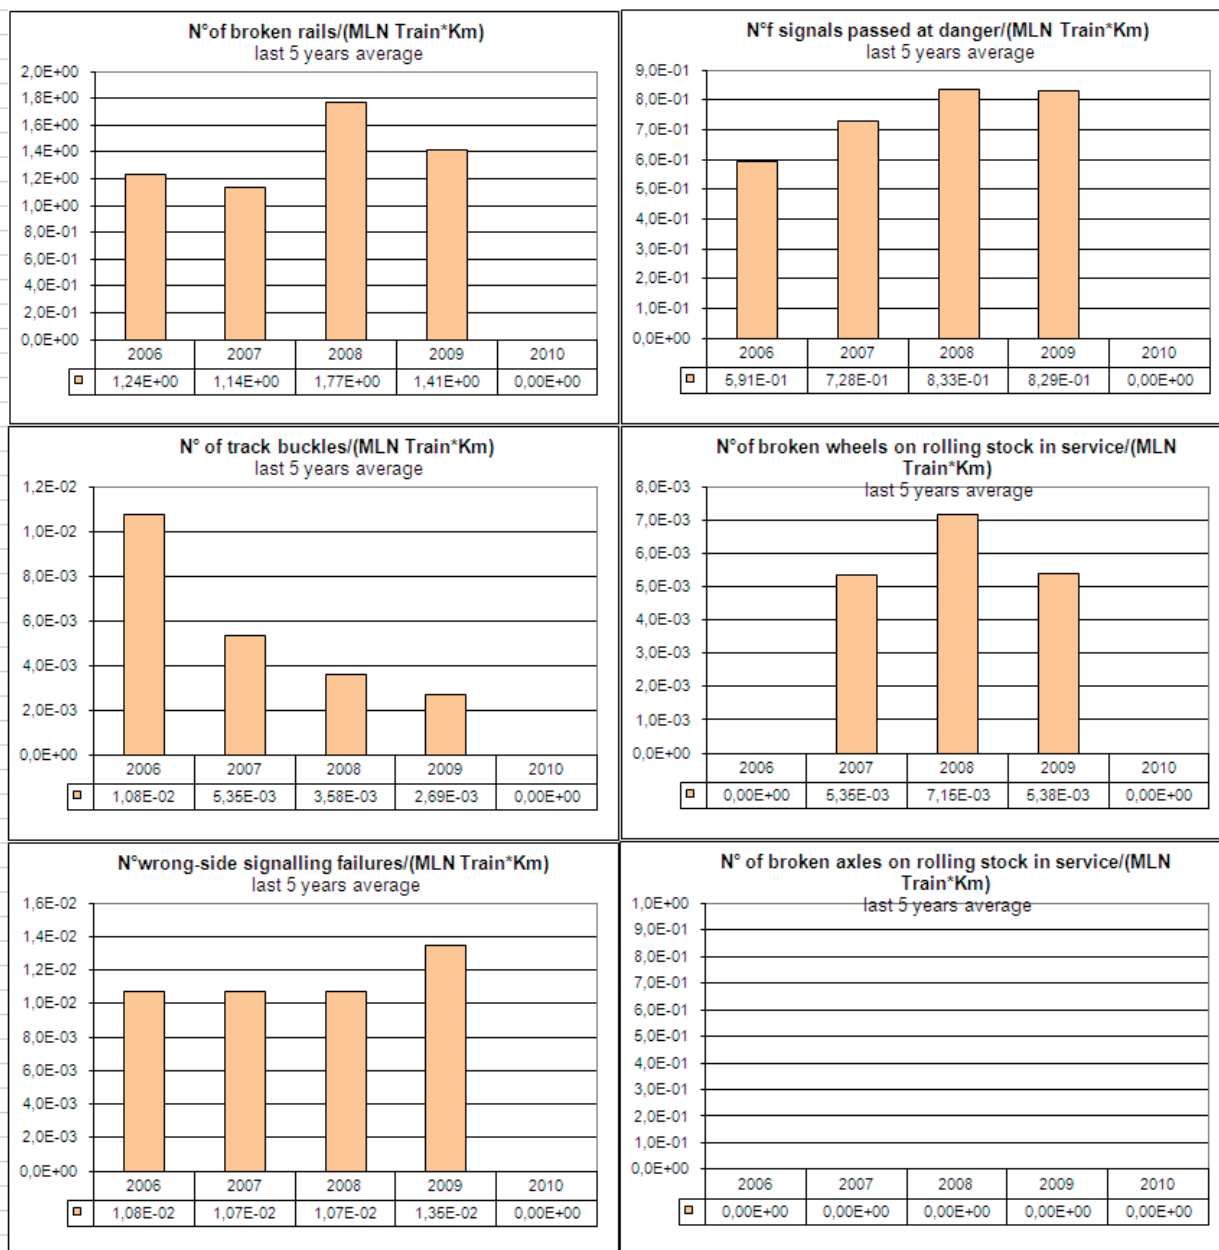 N°of broken rails/(MLN Train*Km)
last 5 years average
2,0E+00
1,8E+00
1,6E+00
1,4E+00
1,2E+00
1,0E+00
8,0E-01
6,0E-01
4,0E-01
2,0E-01
0,0E+00
2006 2007 2008 2009 2010
1,24E+00 1,14E+00 1,77E+00 1,41E+00 0,00E+00
N°f signals passed at danger/(MLN Train*Km)
last 5 years average
9,0E-01
8,0E-01
7,0E-01
6,0E-01
5,0E-01
4,0E-01
3,0E-01
2,0E-01
1,0E-01
0,0E+00
2006 2007 2008 2009 2010
5,91E-01 7,28E-01 8,33E-01 8,29E-01 0,00E+00
N° of track buckles/(MLN Train*Km)
last 5 years average
1,2E-02
1,0E-02
8,0E-03
6,0E-03
4,0E-03
2,0E-03
0,0E+00
2006 2007 2008 2009 2010
1,08E-02 5,35E-03 3,58E-03 2,69E-03 0,00E+00
N°of broken wheels on rolling stock in service/(MLN
Train*Km)
last 5 years average
8,0E-03
7,0E-03
6,0E-03
5,0E-03
4,0E-03
3,0E-03
2,0E-03
1,0E-03
0,0E+00
2006 2007 2008 2009 2010
0,00E+00 5,35E-03 7,15E-03 5,38E-03 0,00E+00
N°wrong-side signalling failures/(MLN Train*Km)
last 5 years average
1,6E-02
1,4E-02
1,2E-02
1,0E-02
8,0E-03
6,0E-03
4,0E-03
2,0E-03
0,0E+00
2006 2007 2008 2009 2010
1,08E-02 1,07E-02 1,07E-02 1,35E-02 0,00E+00
N° of broken axles on rolling stock in service/(MLN
Train*Km)
last 5 years average
1,0E+00
9,0E-01
8,0E-01
7,0E-01
6,0E-01
5,0E-01
4,0E-01
3,0E-01
2,0E-01
1,0E-01
0,0E+00
2006 2007 2008 2009 2010
0,00E+00 0,00E+00 0,00E+00 0,00E+00 0,00E+00